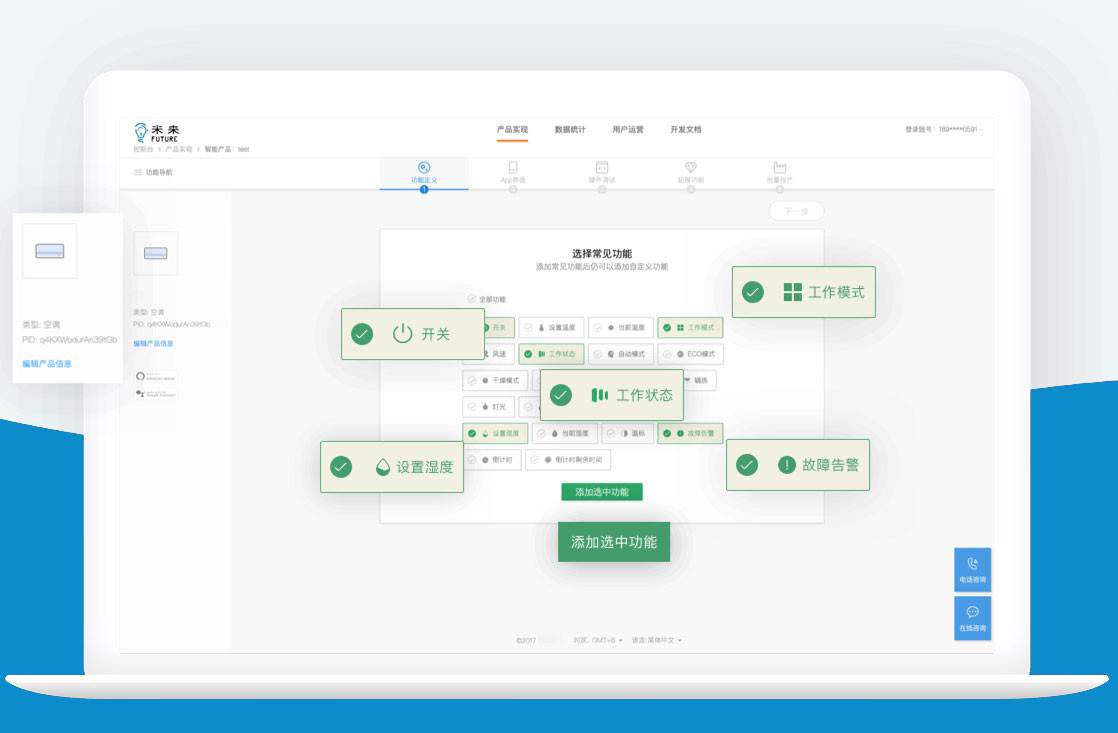 未来
FUTURE
产品实现 数据统计 用户运营 开发文档
登录账号：189****0591
控制台 > 产品实现 > 智能产品：test
功能导航
功能定义 App界面 硬件调试 拓展功能 批量投产
1 2 3 4 5
下一步
类型: 空调
PID: q4KXWodurAri39tGb
编辑产品信息
类型: 空调
PID: q4KXWodurAri39tGb
编辑产品信息
选择常见功能
添加常见功能后仍可以添加自定义功能
全部功能
开关 设置温度 当前温度 工作模式
风速 工作状态 自动模式 ECO模式
干燥模式 辅热
灯光
设置湿度 当前湿度 温标 故障告警
倒计时 倒计时剩余时间
添加选中功能
工作模式
开关
工作状态
设置湿度
故障告警
添加选中功能
电话咨询
在线咨询
©2017 时区: GMT+8 语言: 简体中文